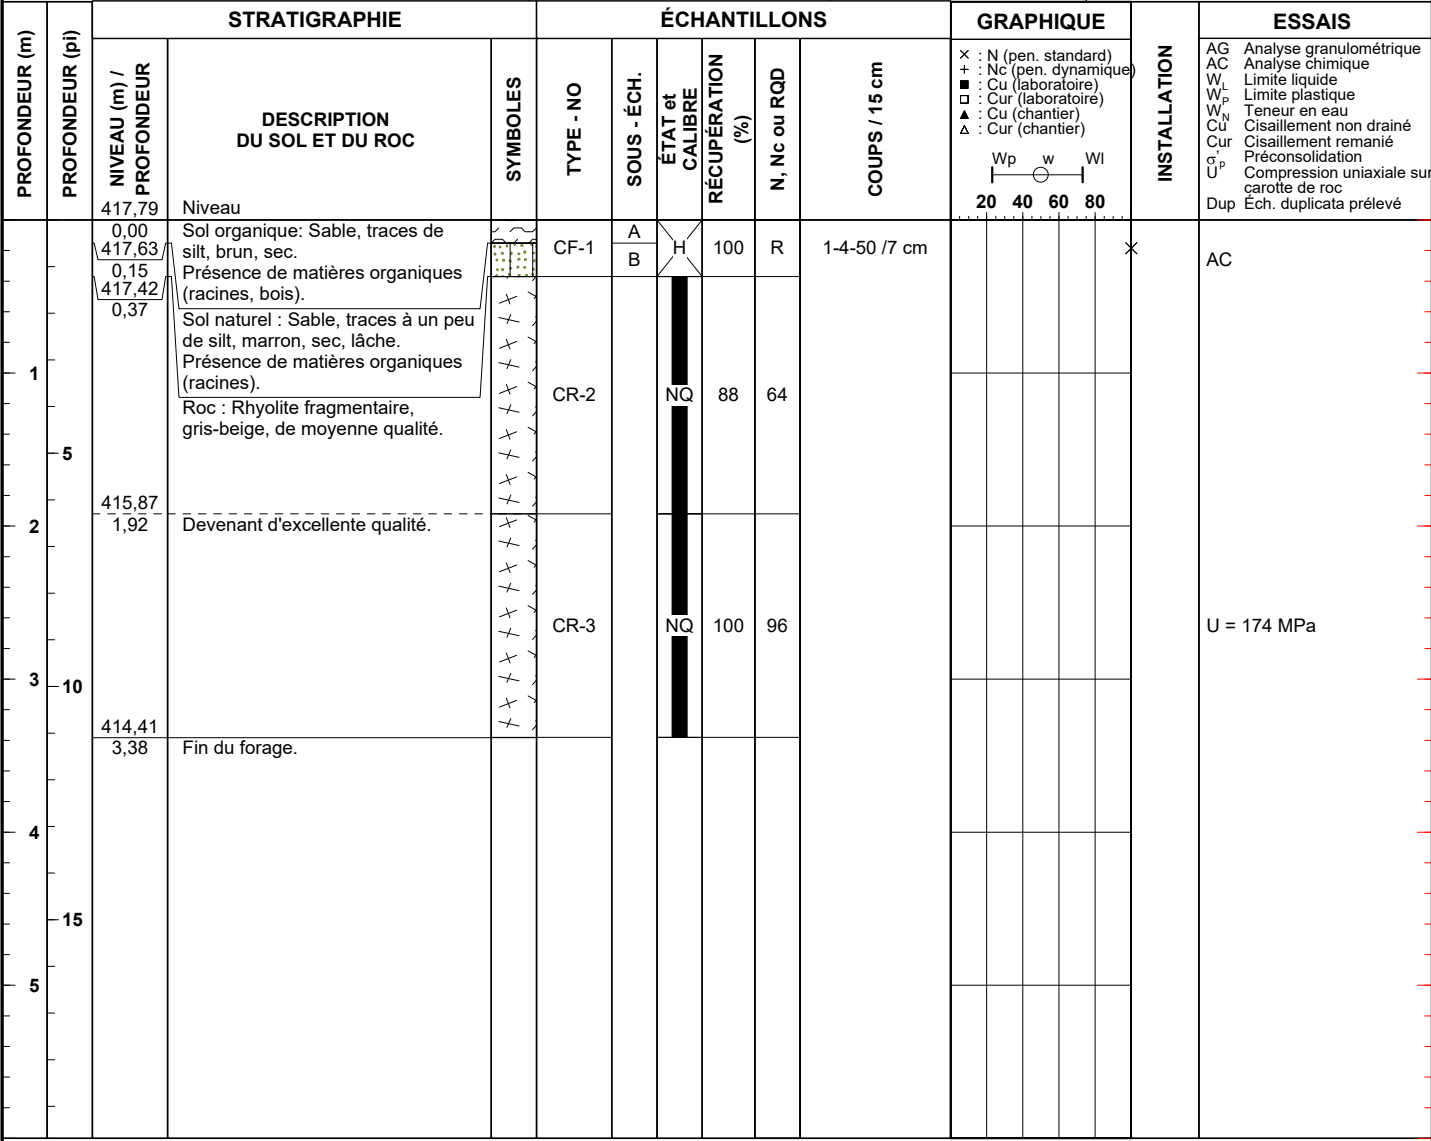 STRATIGRAPHIE
ÉCHANTILLONS
GRAPHIQUE
ESSAIS
PROFONDEUR (m)
PROFONDEUR (pi)
NIVEAU (m) /
PROFONDEUR
DESCRIPTION
DU SOL ET DU ROC
SYMBOLES
TYPE - NO
SOUS - ÉCH.
ÉTAT et
CALIBRE
RÉCUPÉRATION
(%)
N, Nc ou RQD
COUPS / 15 cm
× : N (pen. standard)
+ : Nc (pen. dynamique)
■ : Cu (laboratoire)
□ : Cur (laboratoire)
▲ : Cu (chantier)
△ : Cur (chantier)
Wp w Wl
20 40 60 80
INSTALLATION
AG Analyse granulométrique
AC Analyse chimique
W_L Limite liquide
W_P Limite plastique
W_N Teneur en eau
Cu Cisaillement non drainé
Cur Cisaillement remanié
σ'_p Préconsolidation
U Compression uniaxiale sur
carotte de roc
Dup Éch. duplicata prélevé
417,79 Niveau
0,00
417,63
0,15
417,42
0,37
Sol organique: Sable, traces de
silt, brun, sec.
Présence de matières organiques
(racines, bois).
Sol naturel : Sable, traces à un peu
de silt, marron, sec, lâche.
Présence de matières organiques
(racines).
Roc : Rhyolite fragmentaire,
gris-beige, de moyenne qualité.
CF-1 A B H 100 R 1-4-50 /7 cm × AC
CR-2 NQ 88 64
415,87
1,92 Devenant d'excellente qualité.
CR-3 NQ 100 96 U = 174 MPa
414,41
3,38 Fin du forage.
1
2
3
4
5
5
10
15